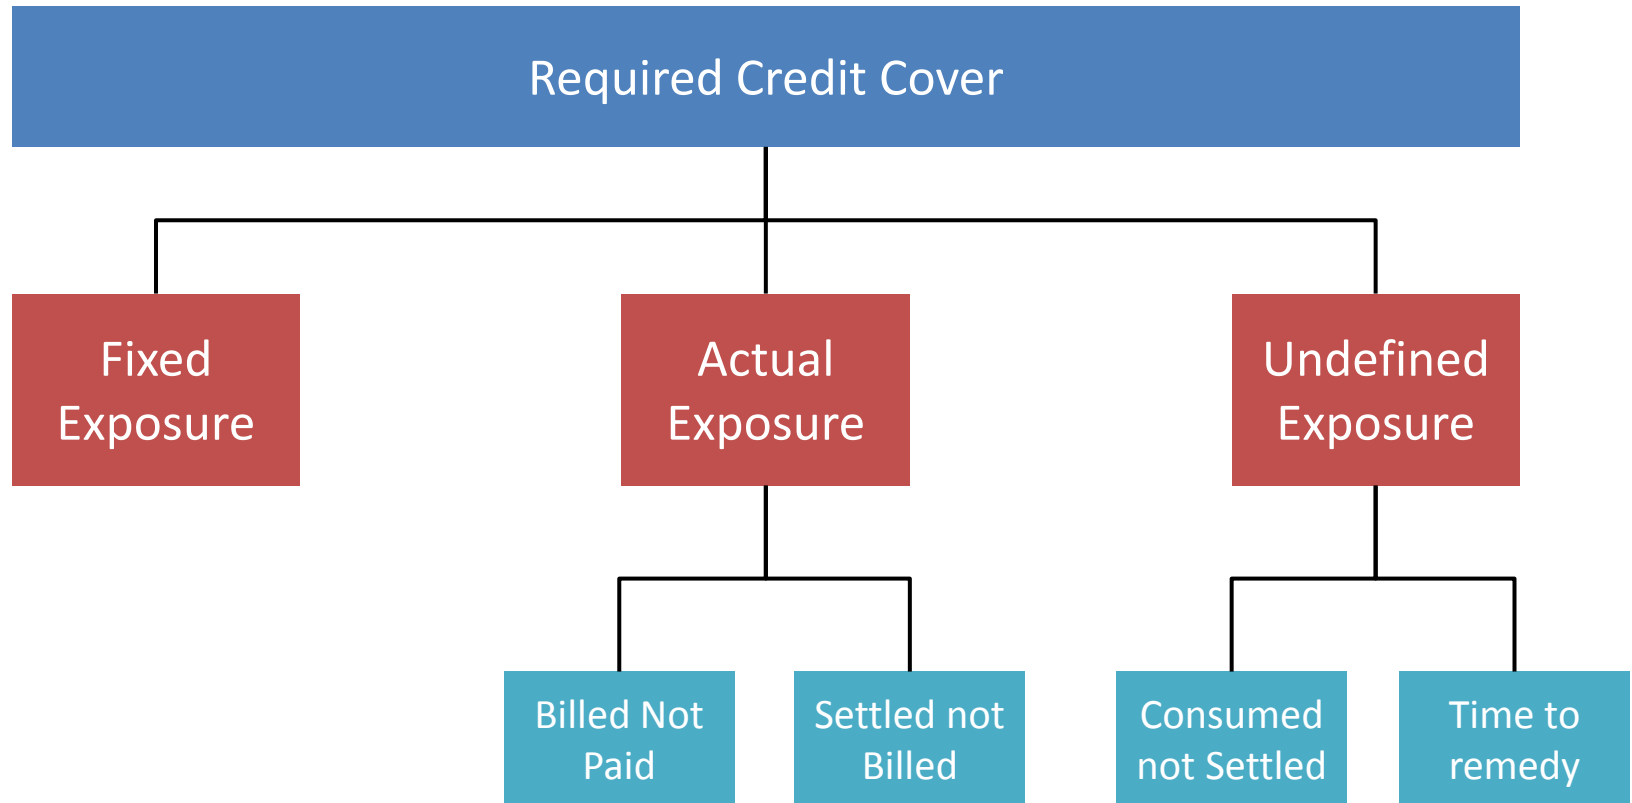 Required Credit Cover
Fixed
Exposure
Actual
Exposure
Undefined
Exposure
Billed Not
Paid
Settled not
Billed
Consumed
not Settled
Time to
remedy